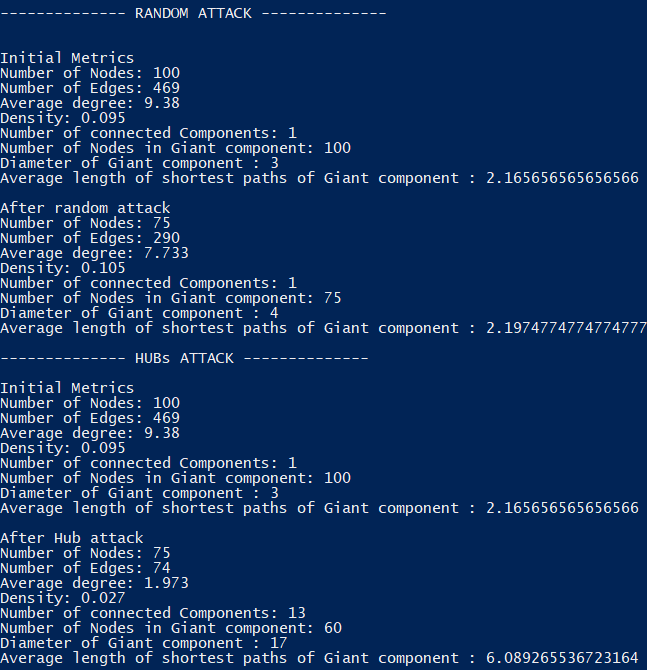 -------------- RANDOM ATTACK --------------
Initial Metrics
Number of Nodes: 100
Number of Edges: 469
Average degree: 9.38
Density: 0.095
Number of connected Components: 1
Number of Nodes in Giant component: 100
Diameter of Giant component : 3
Average length of shortest paths of Giant component : 2.165656565656566
After random attack
Number of Nodes: 75
Number of Edges: 290
Average degree: 7.733
Density: 0.105
Number of connected Components: 1
Number of Nodes in Giant component: 75
Diameter of Giant component : 4
Average length of shortest paths of Giant component : 2.1974774774774777
-------------- HUBs ATTACK --------------
Initial Metrics
Number of Nodes: 100
Number of Edges: 469
Average degree: 9.38
Density: 0.095
Number of connected Components: 1
Number of Nodes in Giant component: 100
Diameter of Giant component : 3
Average length of shortest paths of Giant component : 2.165656565656566
After Hub attack
Number of Nodes: 75
Number of Edges: 74
Average degree: 1.973
Density: 0.027
Number of connected Components: 13
Number of Nodes in Giant component: 60
Diameter of Giant component : 17
Average length of shortest paths of Giant component : 6.089265536723164